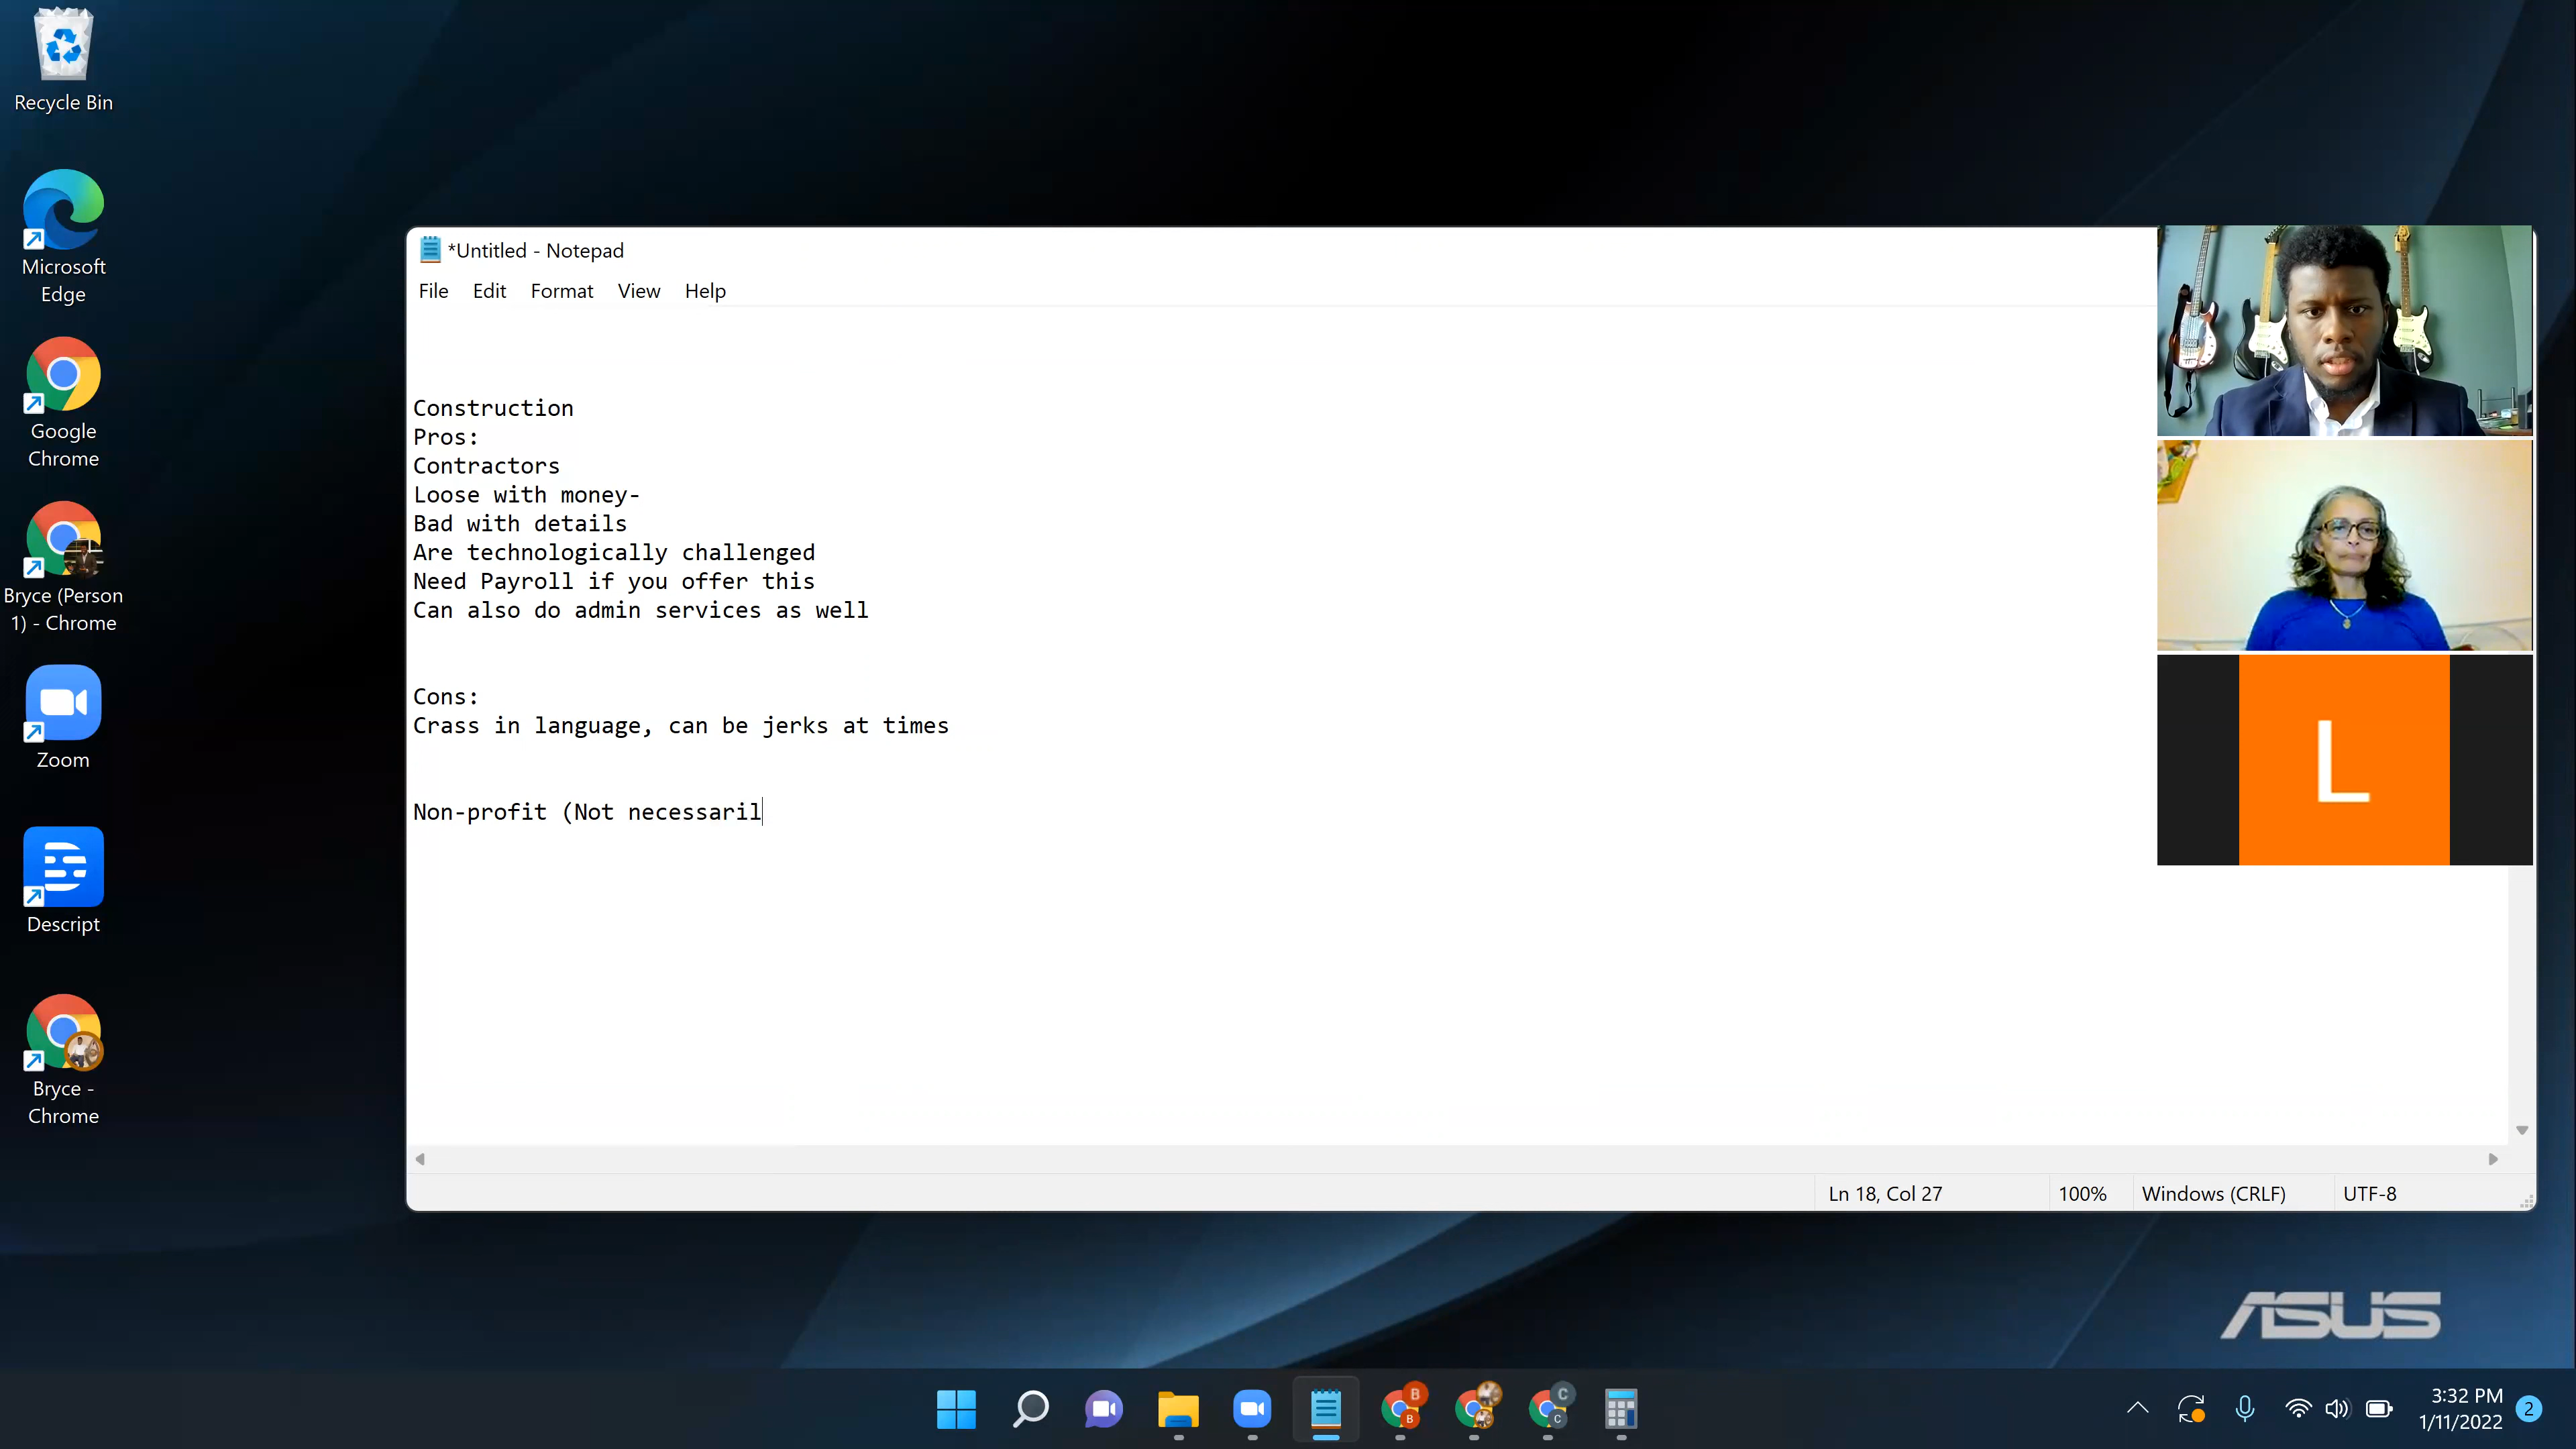 Recycle Bin
Microsoft
Edge
Google
Chrome
Bryce (Person
1) - Chrome
Zoom
Descript
Bryce -
Chrome
*Untitled - Notepad
File Edit Format View Help
Construction
Pros:
Contractors
Loose with money-
Bad with details
Are technologically challenged
Need Payroll if you offer this
Can also do admin services as well
Cons:
Crass in language, can be jerks at times
Non-profit (Not necessaril
L
Ln 18, Col 27 100% Windows (CRLF) UTF-8
ASUS
B
B
C
C
3:32 PM
1/11/2022
2